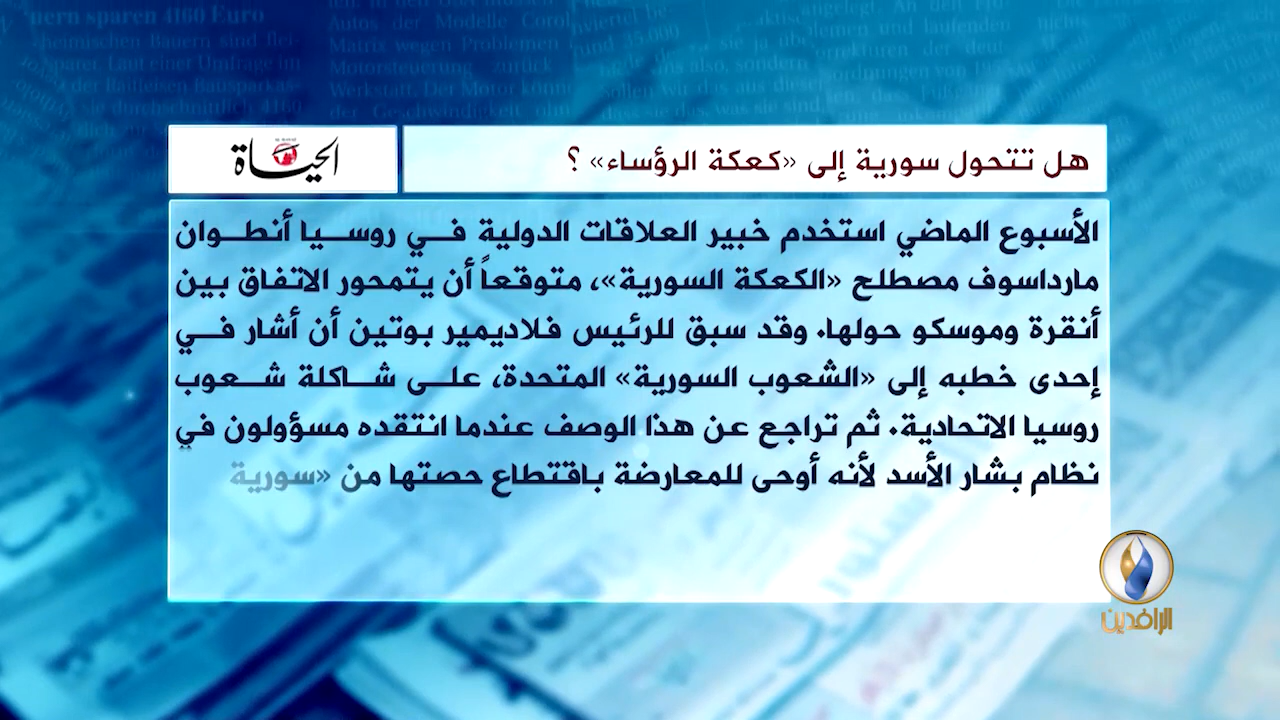 هل تتحول سورية إلى «كعكة الرؤساء» ؟
الحياة
الأسبوع الماضي استخدم خبير العلاقات الدولية في روسيا أنطوان
مارداسوف مصطلح «الكعكة السورية»، متوقعاً أن يتمحور الاتفاق بين
أنقرة وموسكو حولها. وقد سبق للرئيس فلاديمير بوتين أن أشار في
إحدى خطبه إلى «الشعوب السورية» المتحدة، على شاكلة شعوب
روسيا الاتحادية. ثم تراجع عن هذا الوصف عندما انتقده مسؤولون في
نظام بشار الأسد لأنه أوحى للمعارضة باقتطاع حصتها من «سورية
الرافدين